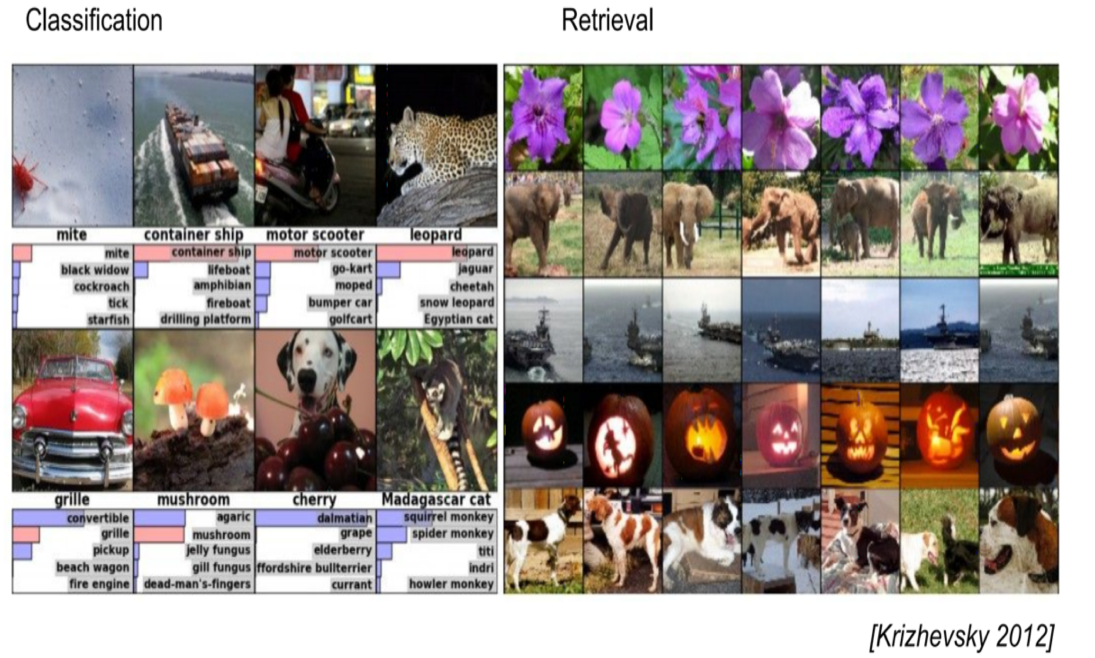 Classification
Retrieval
mite
container ship
motor scooter
leopard
mite
black widow
cockroach
tick
starfish
container ship
lifeboat
amphibian
fireboat
drilling platform
motor scooter
go-kart
moped
bumper car
golfcart
leopard
jaguar
cheetah
snow leopard
Egyptian cat
grille
mushroom
cherry
Madagascar cat
convertible
grille
pickup
beach wagon
fire engine
agaric
mushroom
jelly fungus
gill fungus
dead-man's-fingers
dalmatian
grape
elderberry
ffordshire bullterrier
currant
squirrel monkey
spider monkey
titi
indri
howler monkey
[Krizhevsky 2012]